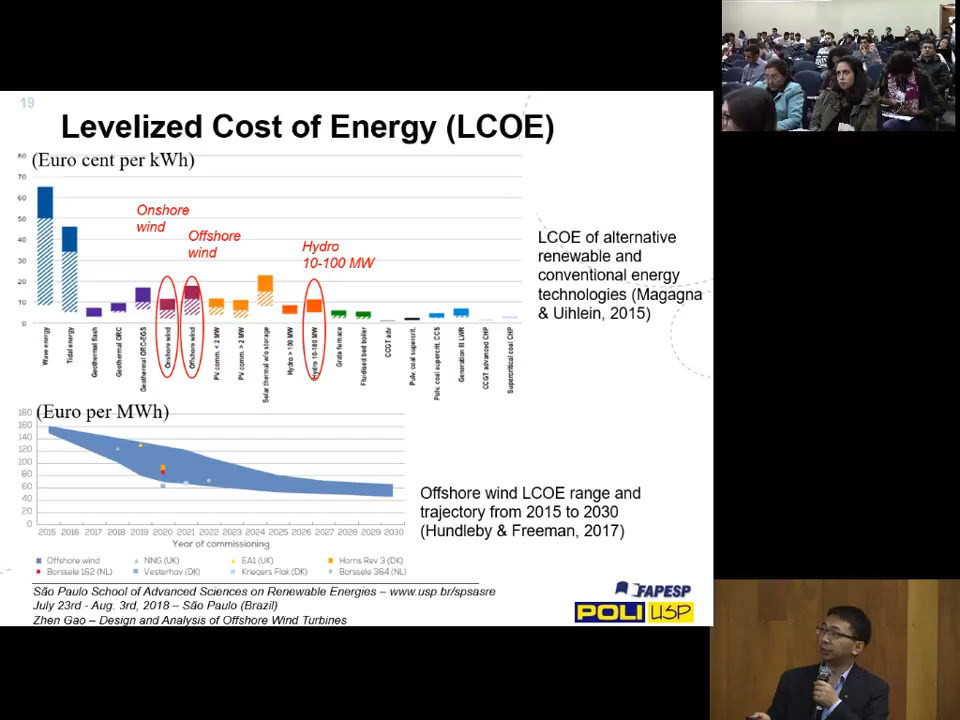 19
Levelized Cost of Energy (LCOE)
(Euro cent per kWh)
80
70
60
50
40
30
20
10
0
Onshore
wind
Offshore
wind
Hydro
10-100 MW
Wave energy
Tidal energy
Geothermal flash
Geothermal ORC
Geothermal ORC-EGS
Onshore wind
Offshore wind
PV comm. < 2 MW
PV comm. > 2 MW
Solar thermal w/o storage
Hydro > 100 MW
Hydro 10-100 MW
Grate furnace
Fluidised bed boiler
CCGT adv
Pulv. coal supercrit.
Pulv. coal supercrit. CCS
Generation III LWR
CCGT advanced CHP
Supercritical coal CHP
LCOE of alternative
renewable and
conventional energy
technologies (Magagna
& Uihlein, 2015)
(Euro per MWh)
180
160
140
120
100
80
60
40
20
0
2015 2016 2017 2018 2019 2020 2021 2022 2023 2024 2025 2026 2027 2028 2029 2030
Year of commissioning
Offshore wind NNG (UK) EA1 (UK) Horns Rev 3 (DK)
Borssele 1&2 (NL) Vesterhav (DK) Kriegers Flak (DK) Borssele 3&4 (NL)
Offshore wind LCOE range and
trajectory from 2015 to 2030
(Hundleby & Freeman, 2017)
São Paulo School of Advanced Sciences on Renewable Energies – www.usp.br/spsasre
July 23rd - Aug. 3rd, 2018 – São Paulo (Brazil)
Zhen Gao – Design and Analysis of Offshore Wind Turbines
FAPESP
POLI USP